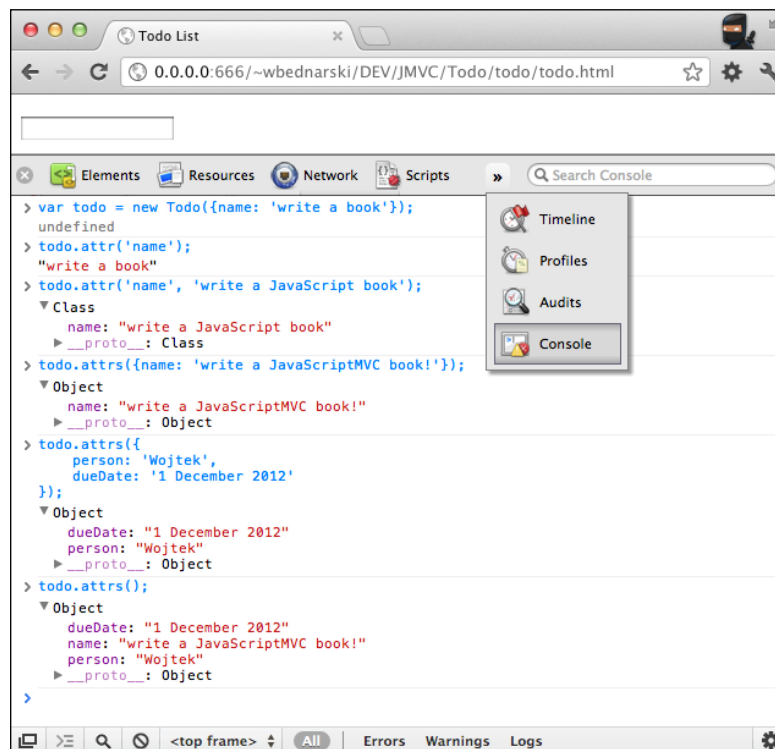 Todo List
0.0.0.0:666/~wbednarski/DEV/JMVC/Todo/todo/todo.html
Elements Resources Network Scripts » Search Console
Timeline
Profiles
Audits
Console
> var todo = new Todo({name: 'write a book'});
undefined
> todo.attr('name');
"write a book"
> todo.attr('name', 'write a JavaScript book');
▼Class
name: "write a JavaScript book"
▶__proto__: Class
> todo.attrs({name: 'write a JavaScriptMVC book!'});
▼Object
name: "write a JavaScriptMVC book!"
▶__proto__: Object
> todo.attrs({
person: 'Wojtek',
dueDate: '1 December 2012'
});
▼Object
dueDate: "1 December 2012"
person: "Wojtek"
▶__proto__: Object
> todo.attrs();
▼Object
dueDate: "1 December 2012"
name: "write a JavaScriptMVC book!"
person: "Wojtek"
▶__proto__: Object
>
<top frame> All Errors Warnings Logs